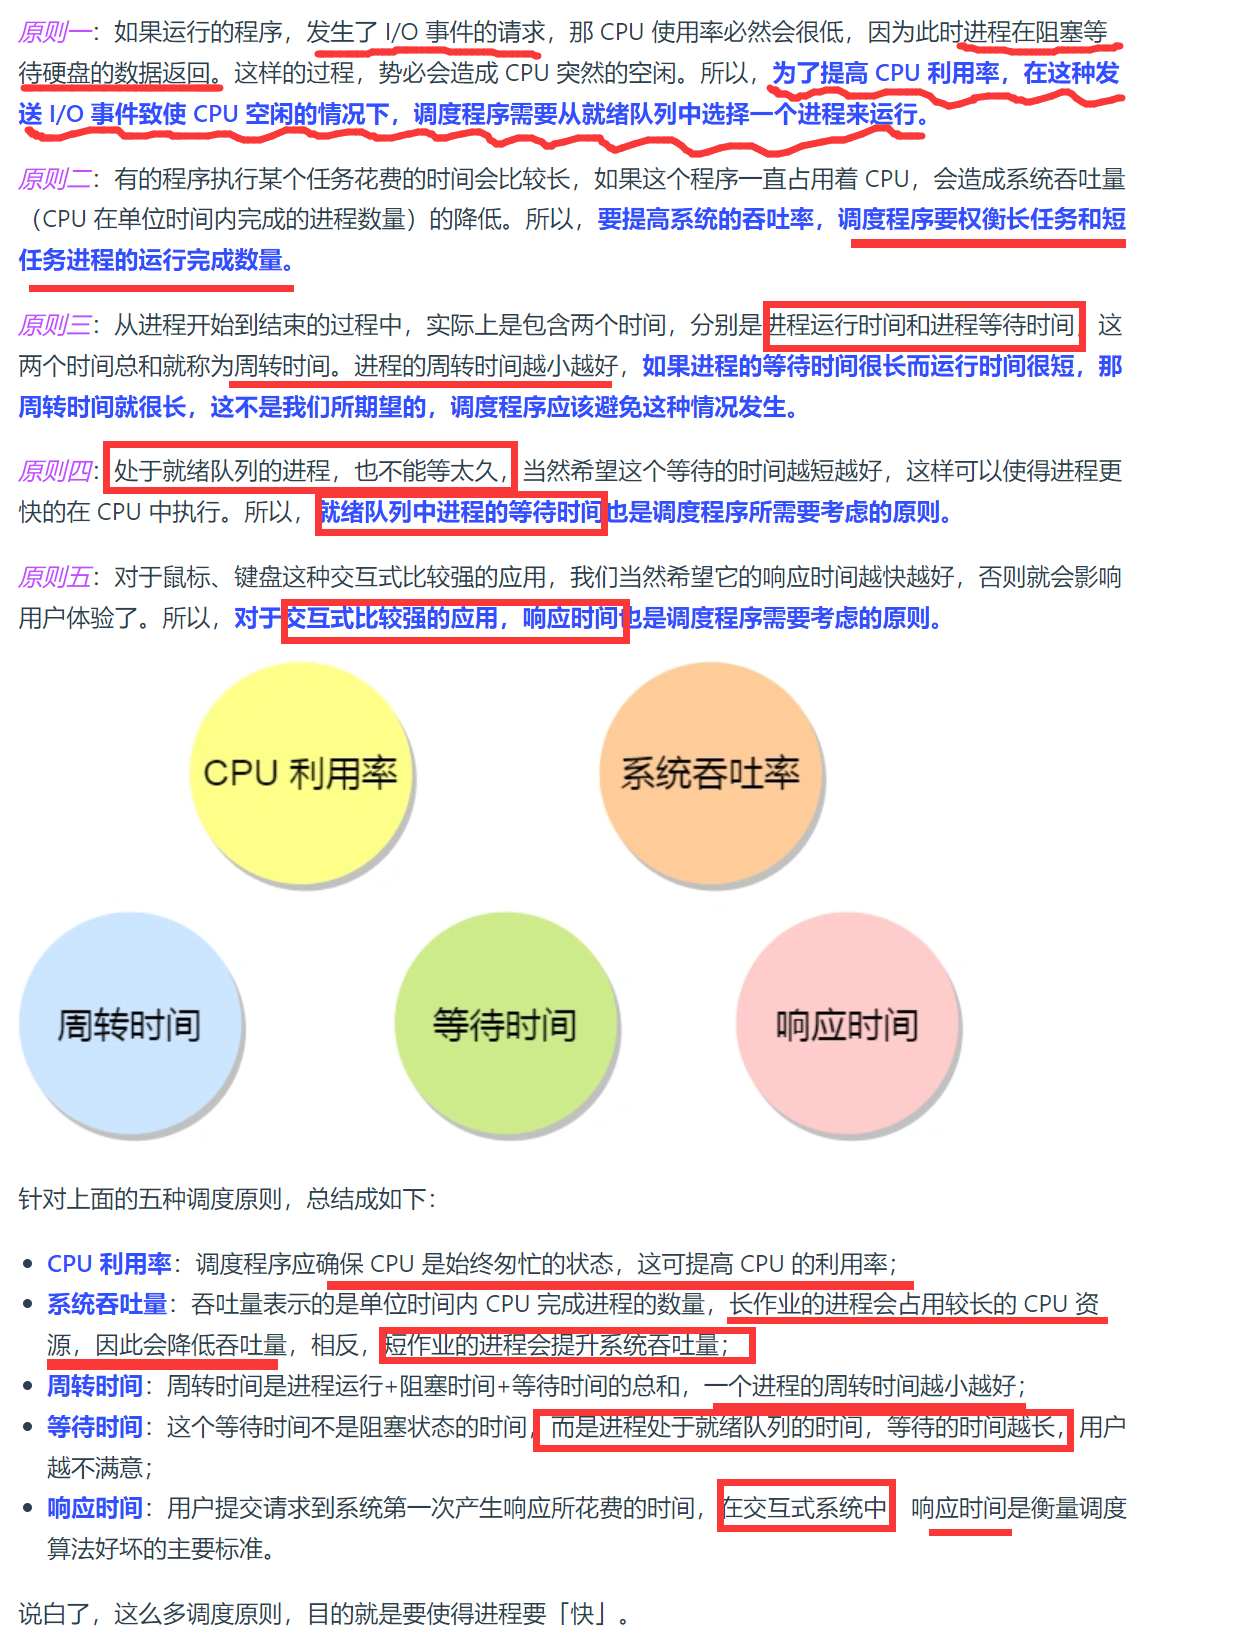 原则一：如果运行的程序，发生了 I/O 事件的请求，那 CPU 使用率必然会很低，因为此时进程在阻塞等
待硬盘的数据返回。这样的过程，势必会造成 CPU 突然的空闲。所以，为了提高 CPU 利用率，在这种发
送 I/O 事件致使 CPU 空闲的情况下，调度程序需要从就绪队列中选择一个进程来运行。
原则二：有的程序执行某个任务花费的时间会比较长，如果这个程序一直占用着 CPU，会造成系统吞吐量
（CPU 在单位时间内完成的进程数量）的降低。所以，要提高系统的吞吐率，调度程序要权衡长任务和短
任务进程的运行完成数量。
原则三：从进程开始到结束的过程中，实际上是包含两个时间，分别是进程运行时间和进程等待时间，这
两个时间总和就称为周转时间。进程的周转时间越小越好，如果进程的等待时间很长而运行时间很短，那
周转时间就很长，这不是我们所期望的，调度程序应该避免这种情况发生。
原则四：处于就绪队列的进程，也不能等太久，当然希望这个等待的时间越短越好，这样可以使得进程更
快的在 CPU 中执行。所以，就绪队列中进程的等待时间也是调度程序所需要考虑的原则。
原则五：对于鼠标、键盘这种交互式比较强的应用，我们当然希望它的响应时间越快越好，否则就会影响
用户体验了。所以，对于交互式比较强的应用，响应时间也是调度程序需要考虑的原则。
CPU 利用率
系统吞吐率
周转时间
等待时间
响应时间
针对上面的五种调度原则，总结成如下：
CPU 利用率：调度程序应确保 CPU 是始终匆忙的状态，这可提高 CPU 的利用率；
系统吞吐量：吞吐量表示的是单位时间内 CPU 完成进程的数量，长作业的进程会占用较长的 CPU 资
源，因此会降低吞吐量，相反，短作业的进程会提升系统吞吐量；
周转时间：周转时间是进程运行+阻塞时间+等待时间的总和，一个进程的周转时间越小越好；
等待时间：这个等待时间不是阻塞状态的时间，而是进程处于就绪队列的时间，等待的时间越长，用户
越不满意；
响应时间：用户提交请求到系统第一次产生响应所花费的时间，在交互式系统中 响应时间是衡量调度
算法好坏的主要标准。
说白了，这么多调度原则，目的就是要使得进程要「快」。